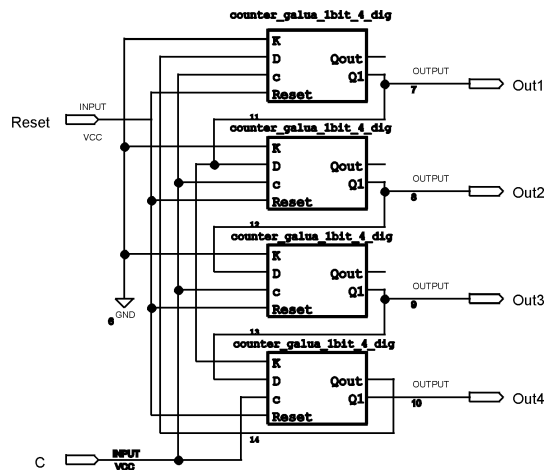 counter_galua_1bit_4_dig
K
D Qout
c Q1
Reset
OUTPUT
7
Out1
INPUT
Reset
VCC
11
counter_galua_1bit_4_dig
K
D Qout
c Q1
Reset
OUTPUT
8
Out2
12
counter_galua_1bit_4_dig
K
D Qout
c Q1
Reset
OUTPUT
9
Out3
6
GND
13
counter_galua_1bit_4_dig
K
D Qout
c Q1
Reset
OUTPUT
10
Out4
14
C
INPUT
VCC